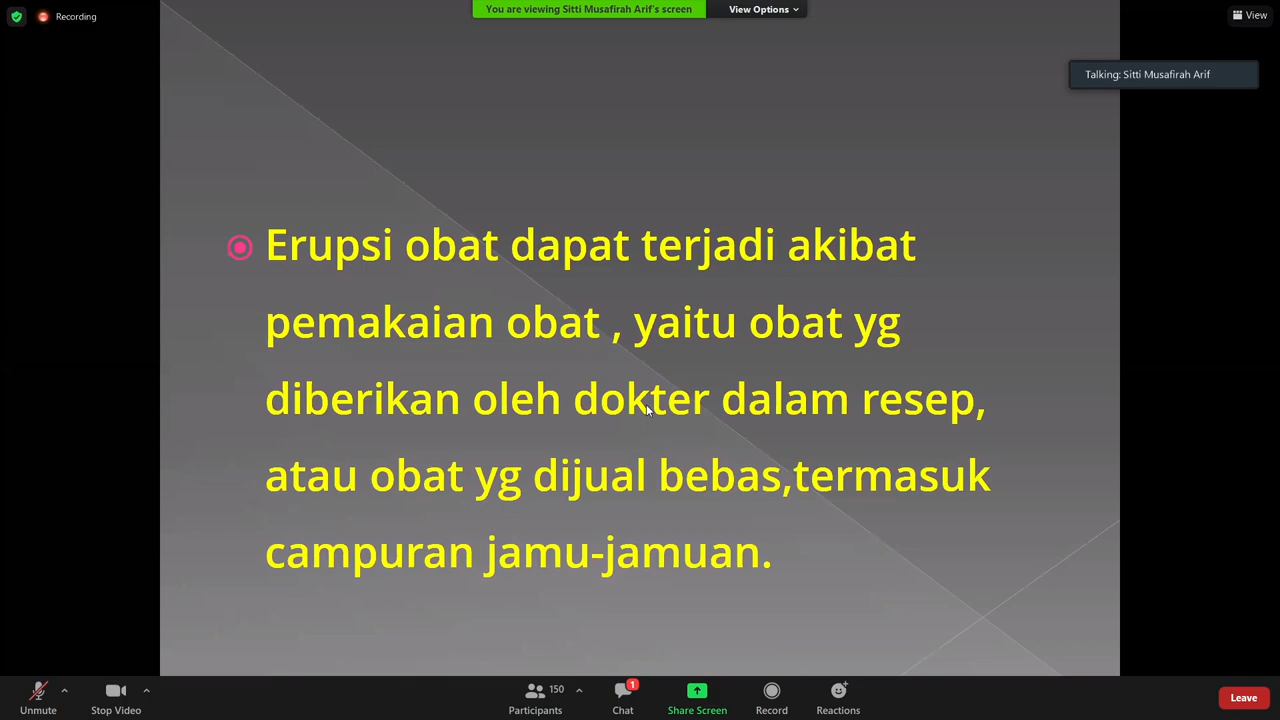 Recording
You are viewing Sitti Musafirah Arif's screen
View Options
View
Talking: Sitti Musafirah Arif
Erupsi obat dapat terjadi akibat
pemakaian obat , yaitu obat yg
diberikan oleh dokter dalam resep,
atau obat yg dijual bebas,termasuk
campuran jamu-jamuan.
Unmute
Stop Video
150
Participants
1
Chat
Share Screen
Record
Reactions
Leave